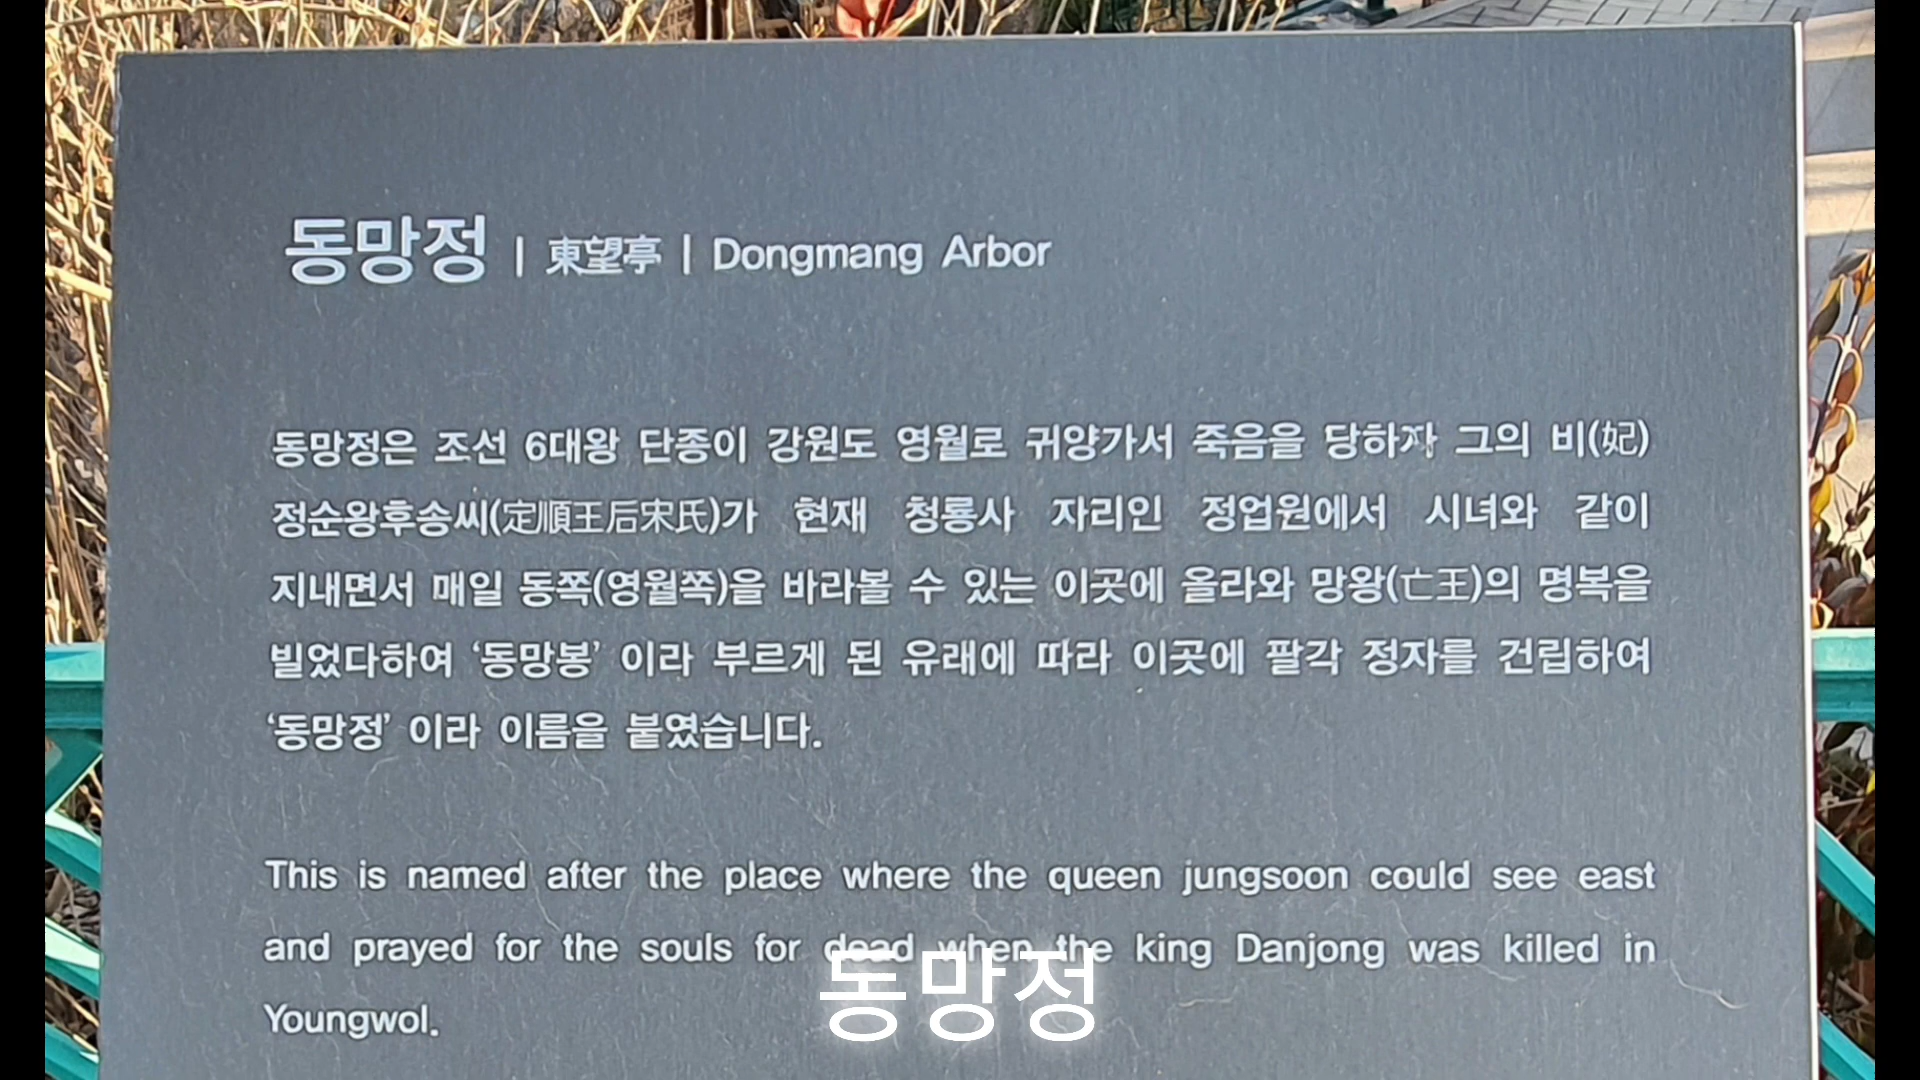 동망정 | 東望亭 | Dongmang Arbor
동망정은 조선 6대왕 단종이 강원도 영월로 귀양가서 죽음을 당하자 그의 비(妃)
정순왕후송씨(定順王后宋氏)가 현재 청룡사 자리인 정업원에서 시녀와 같이
지내면서 매일 동쪽(영월쪽)을 바라볼 수 있는 이곳에 올라와 망왕(亡王)의 명복을
빌었다하여 ‘동망봉’ 이라 부르게 된 유래에 따라 이곳에 팔각 정자를 건립하여
‘동망정’ 이라 이름을 붙였습니다.
This is named after the place where the queen jungsoon could see east
and prayed for the souls for dead when the king Danjong was killed in
Youngwol.
동망정